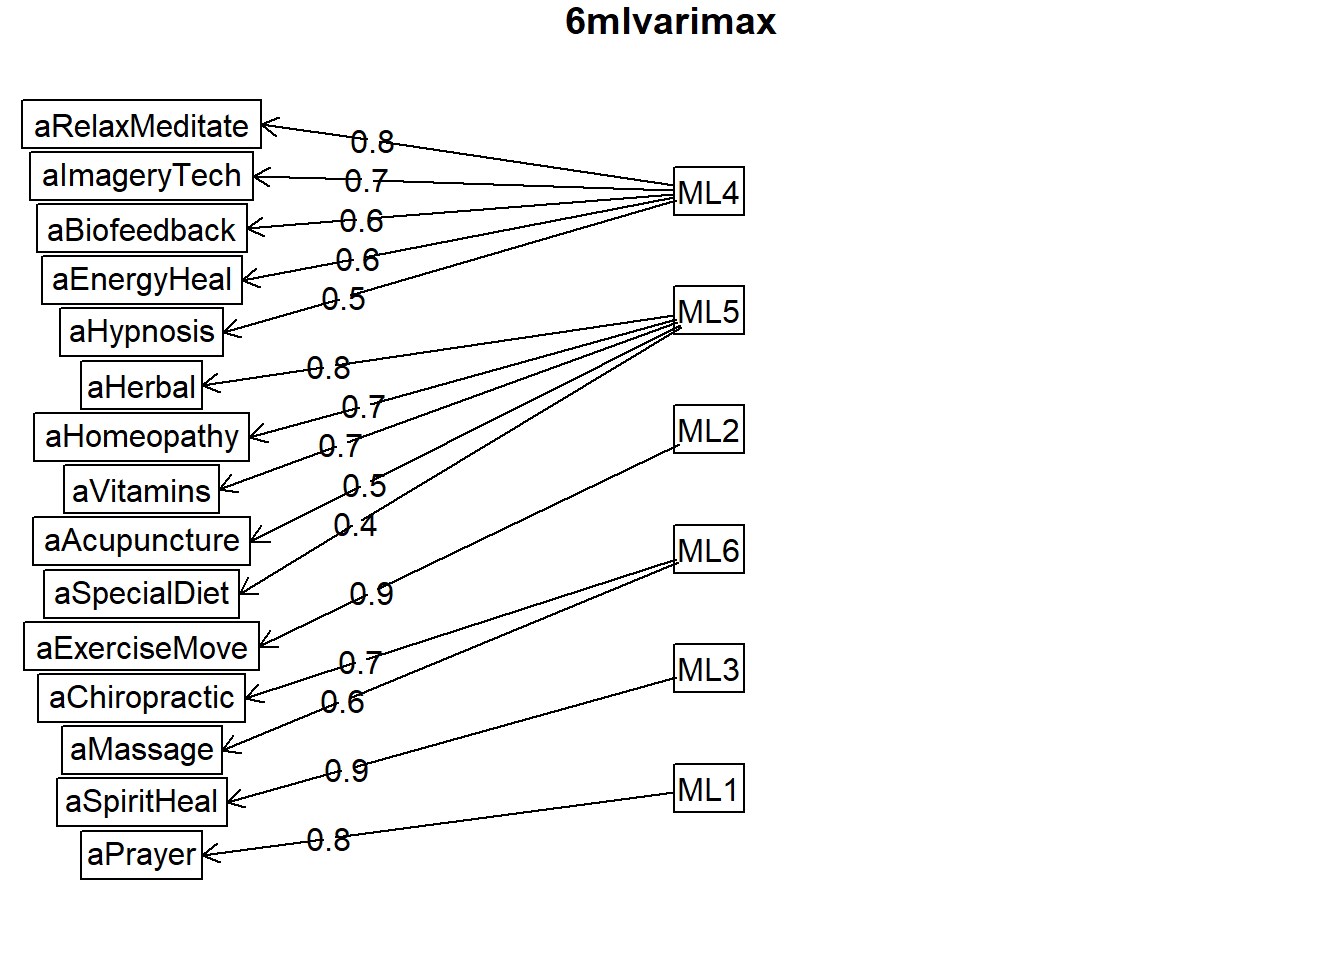 6mlvarimax
aRelaxMeditate
0.8
aImageryTech
0.7
ML4
aBiofeedback
0.6
aEnergyHeal
0.6
aHypnosis
0.5
ML5
aHerbal
0.8
aHomeopathy
0.7
ML2
aVitamins
0.7
aAcupuncture
0.5
aSpecialDiet
0.4
ML6
aExerciseMove
0.9
aChiropractic
0.7
ML3
aMassage
0.6
aSpiritHeal
0.9
ML1
aPrayer
0.8